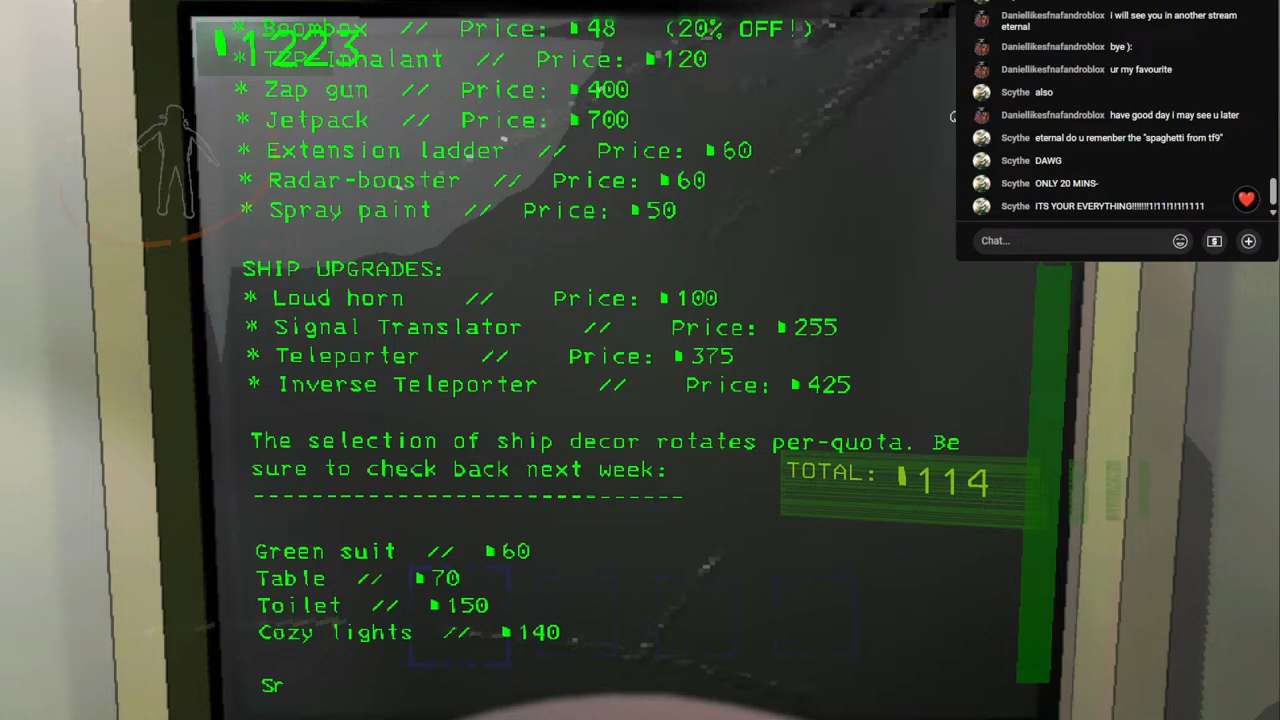 * Boombox // Price: ▮48 (20% OFF!)
▮1223
* TZP-Inhalant // Price: ▮120
* Zap gun // Price: ▮400
* Jetpack // Price: ▮700
* Extension ladder // Price: ▮60
* Radar-booster // Price: ▮60
* Spray paint // Price: ▮50
SHIP UPGRADES:
* Loud horn // Price: ▮100
* Signal Translator // Price: ▮255
* Teleporter // Price: ▮375
* Inverse Teleporter // Price: ▮425
The selection of ship decor rotates per-quota. Be
sure to check back next week:
------------------------------
TOTAL: ▮114
Green suit // ▮60
Table // ▮70
Toilet // ▮150
Cozy lights // ▮140
Sr
Daniellikesfnafandroblox i will see you in another stream
eternal
Daniellikesfnafandroblox bye ):
Daniellikesfnafandroblox ur my favourite
Scythe also
Daniellikesfnafandroblox have good day i may see u later
Scythe eternal do u remenber the "spaghetti from tf9"
Scythe DAWG
Scythe ONLY 20 MINS-
Scythe ITS YOUR EVERYTHING!!!!!!!1!11!1!1!1111
Chat...